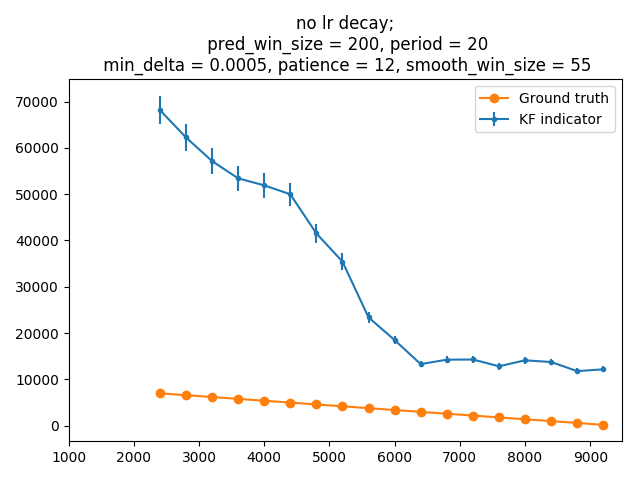 no lr decay;
pred_win_size = 200, period = 20
min_delta = 0.0005, patience = 12, smooth_win_size = 55
Ground truth
KF indicator
70000
60000
50000
40000
30000
20000
10000
0
1000 2000 3000 4000 5000 6000 7000 8000 9000